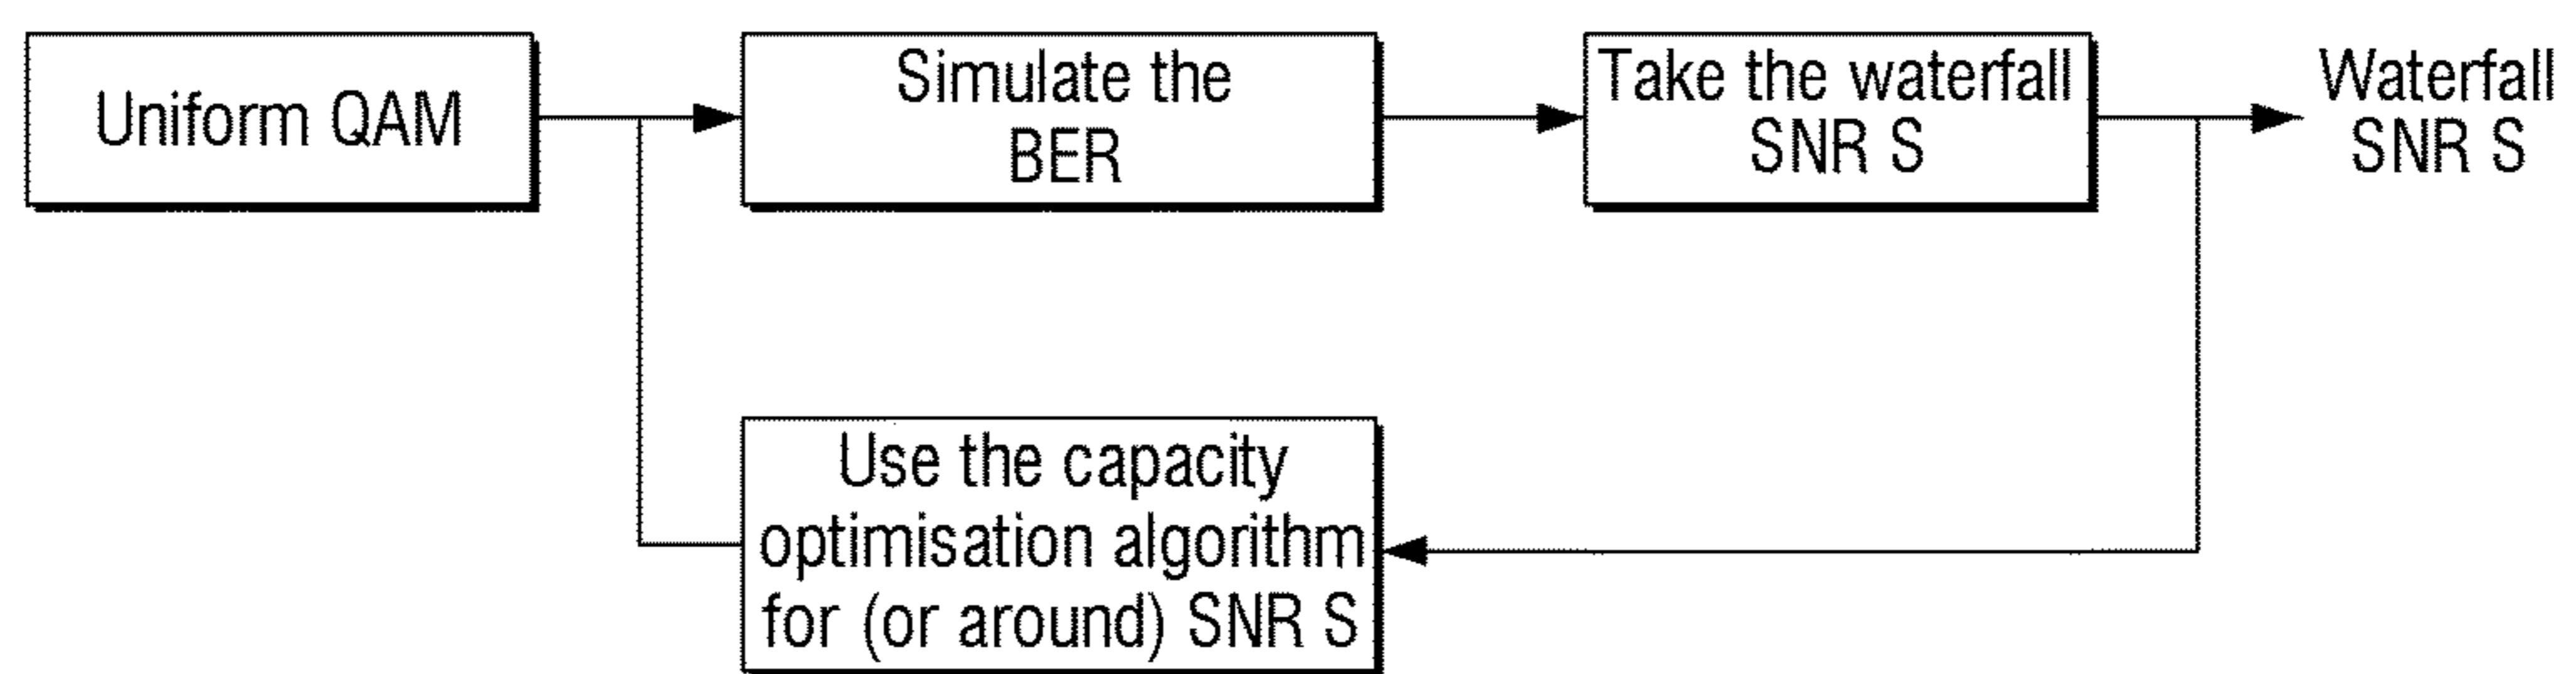 Uniform QAM
Simulate the
BER
Take the waterfall
SNR S
Waterfall
SNR S
Use the capacity
optimisation algorithm
for (or around) SNR S